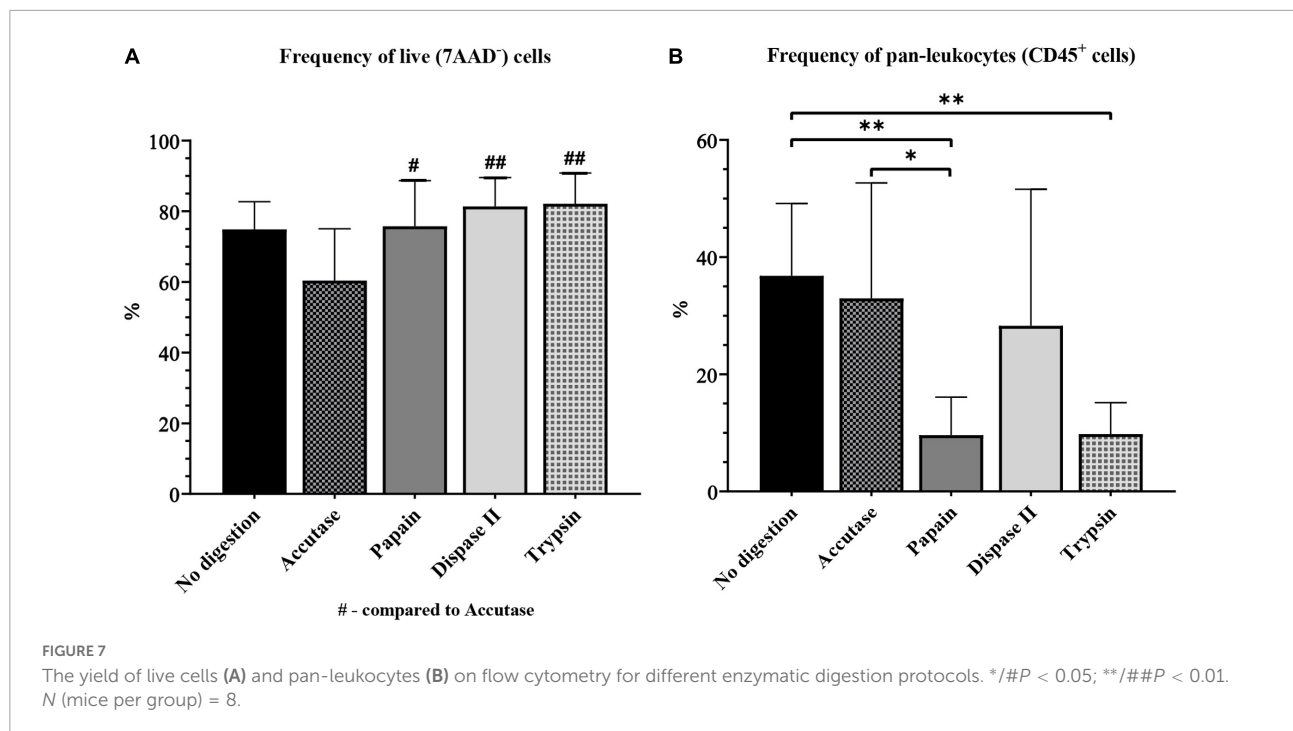 A
Frequency of live (7AAD⁻) cells
100
80
60
40
20
0
%
#
##
##
No digestion
Accutase
Papain
Dispase II
Trypsin
# - compared to Accutase
B
Frequency of pan-leukocytes (CD45⁺ cells)
**
**
*
60
40
20
0
%
No digestion
Accutase
Papain
Dispase II
Trypsin
FIGURE 7
The yield of live cells (A) and pan-leukocytes (B) on flow cytometry for different enzymatic digestion protocols. */#P < 0.05; **/##P < 0.01.
N (mice per group) = 8.